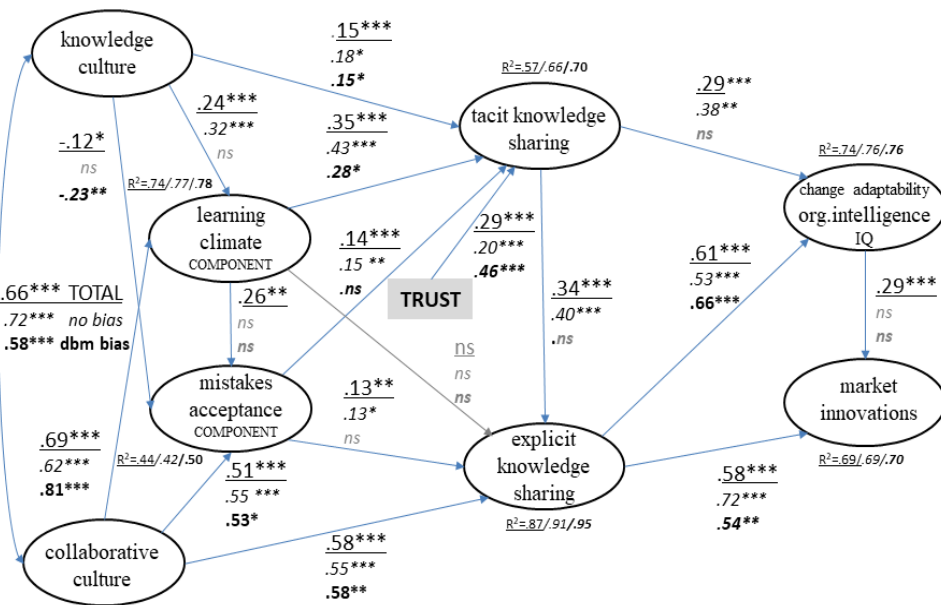 knowledge
culture
.15***
.18*
.15*
R²=.57/.66/.70
tacit knowledge
sharing
.29***
.38**
ns
.24***
.32***
ns
.35***
.43***
.28*
-.12*
ns
-.23**
R²=.74/.77/.78
R²=.74/.76/.76
change adaptability
org.intelligence
IQ
learning
climate
COMPONENT
.14***
.15 **
.ns
.29***
.20***
.46***
TRUST
.61***
.53***
.66***
.66*** TOTAL
.72*** no bias
.58*** dbm bias
.26**
ns
ns
.34***
.40***
.ns
.29***
ns
ns
ns
ns
ns
mistakes
acceptance
COMPONENT
.13**
.13*
ns
market
innovations
R²=.69/.69/.70
.69***
.62***
.81***
R²=.44/.42/.50
.51***
.55 ***
.53*
explicit
knowledge
sharing
R²=.87/.91/.95
.58***
.72***
.54**
collaborative
culture
.58***
.55***
.58**